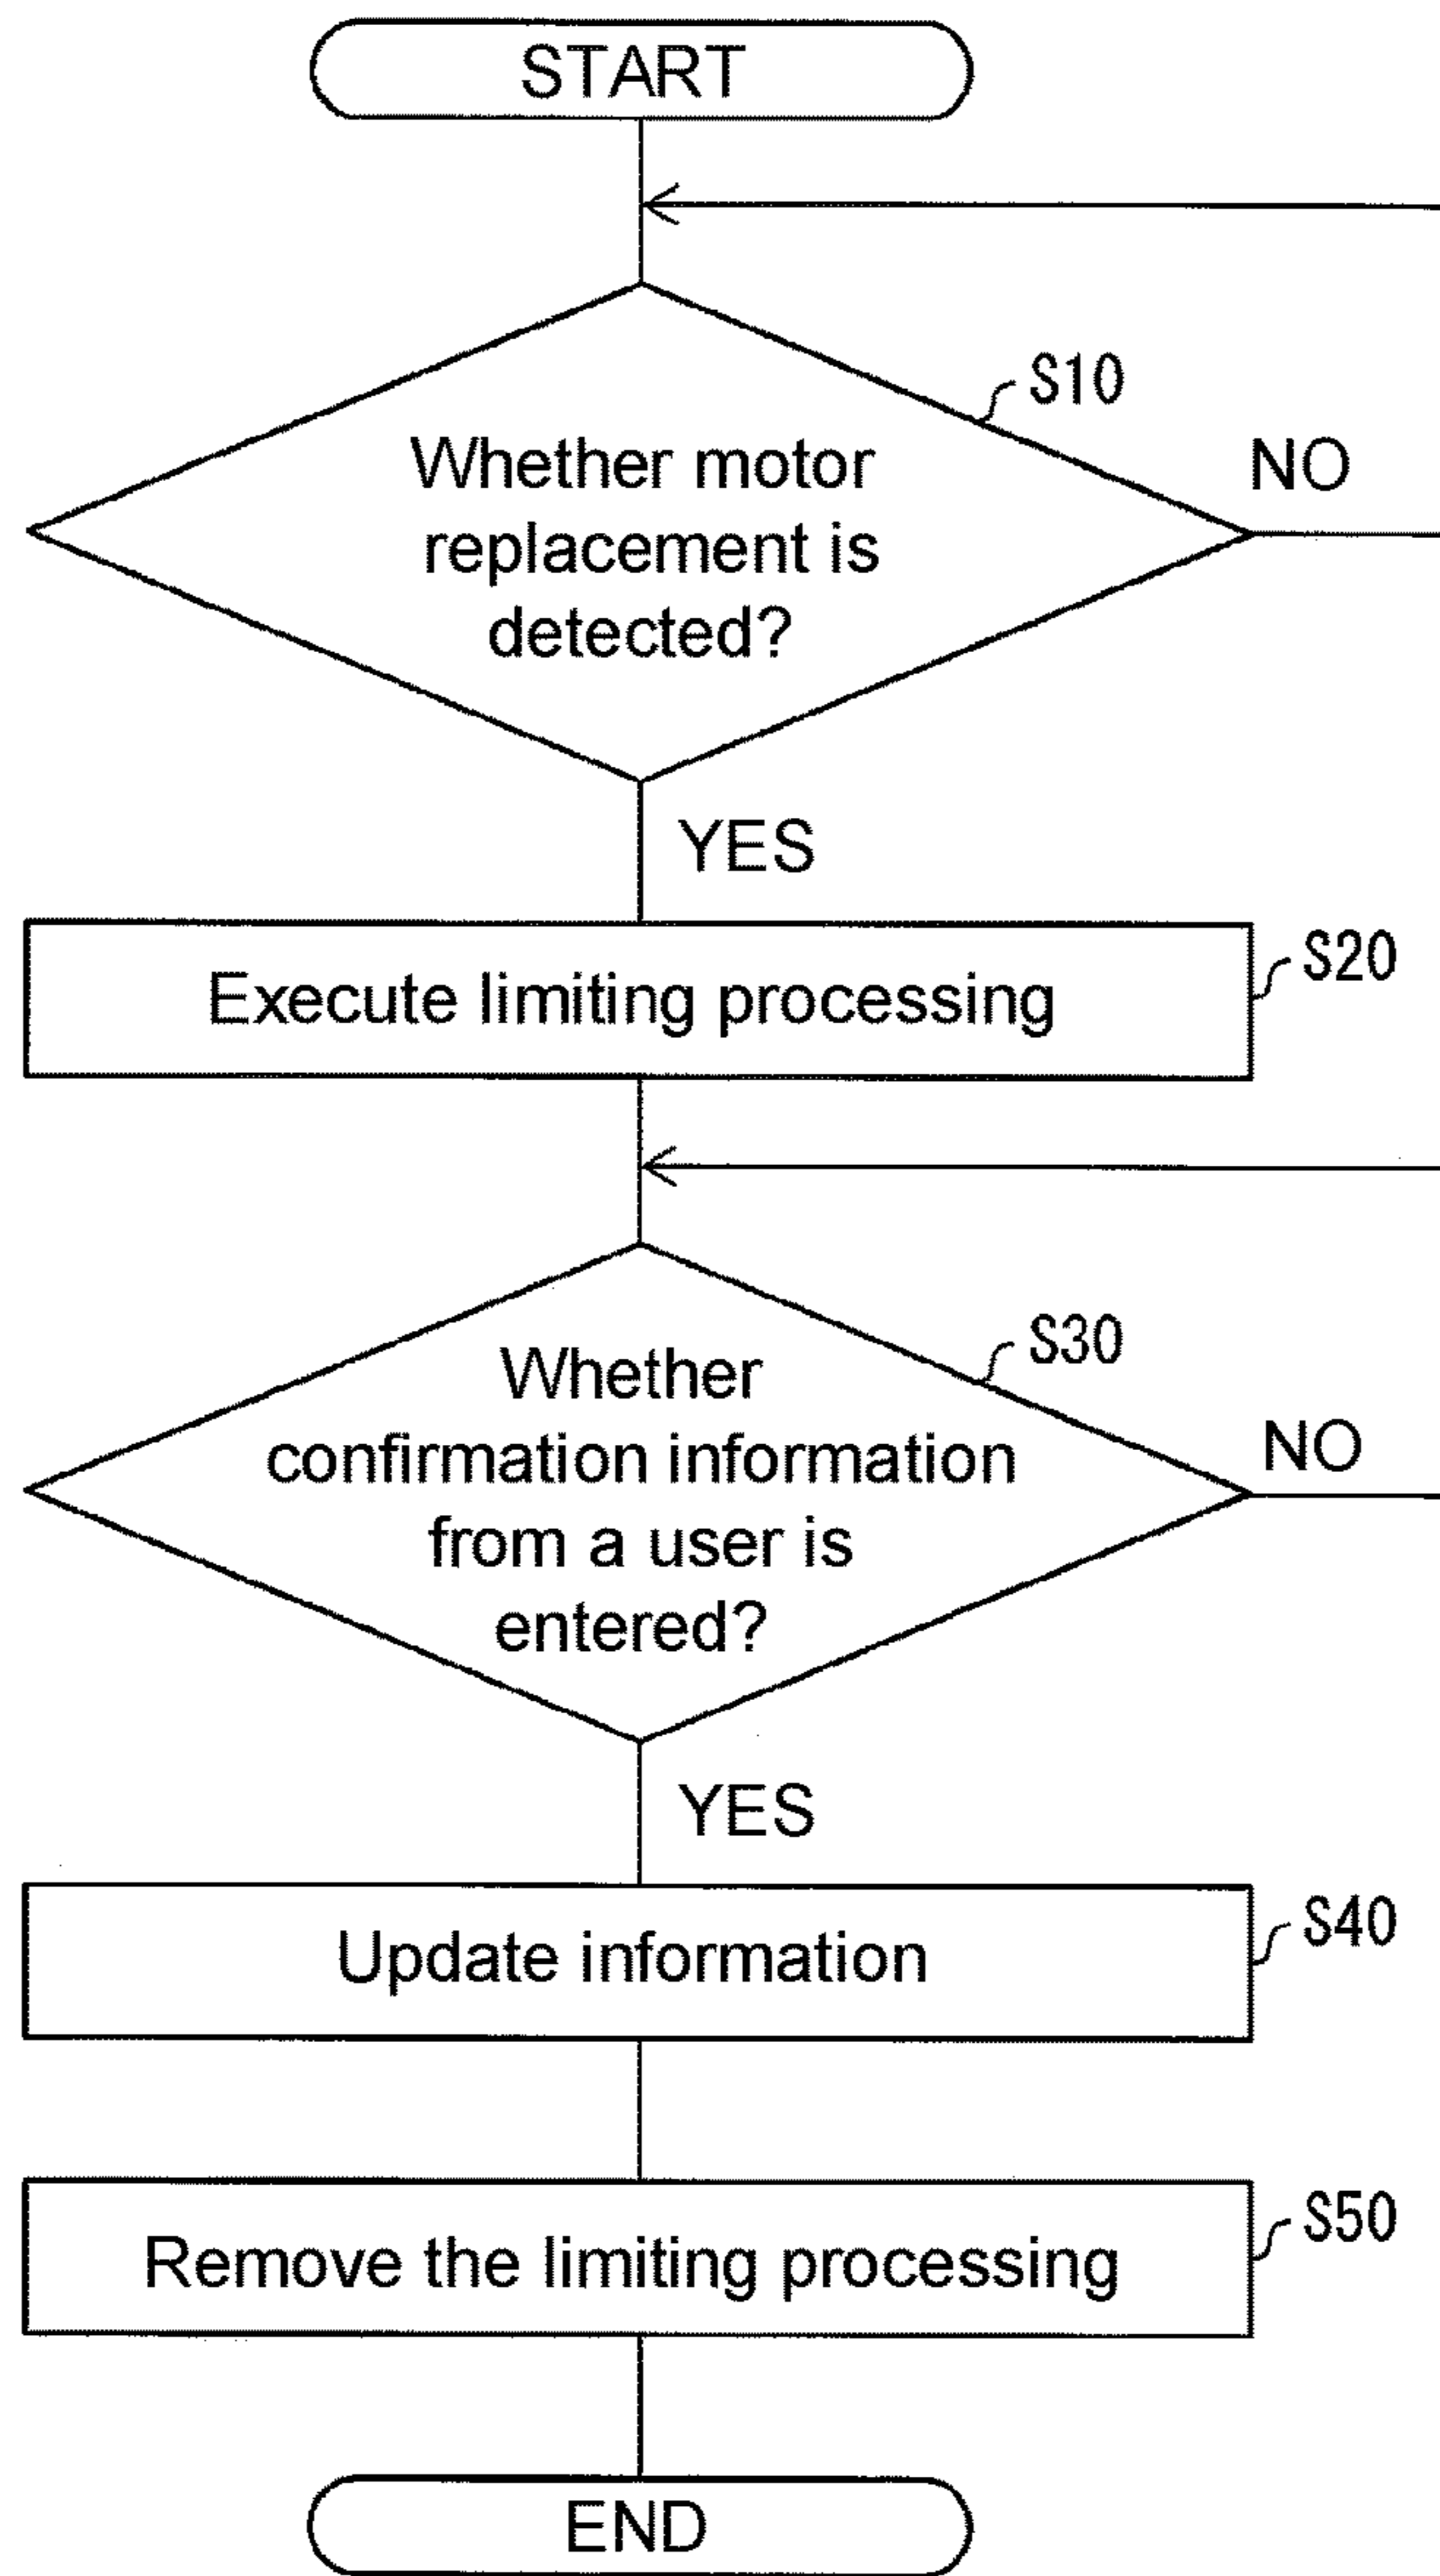 START
S10
Whether motor
replacement is
detected?
NO
YES
Execute limiting processing
S20
S30
Whether
confirmation information
from a user is
entered?
NO
YES
Update information
S40
Remove the limiting processing
S50
END